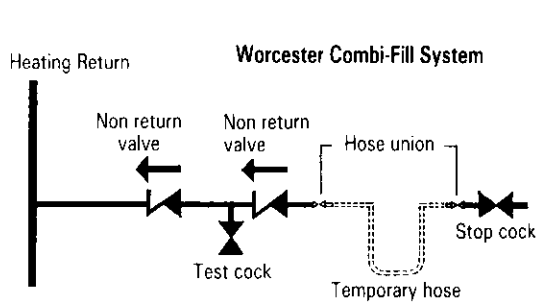 Worcester Combi-Fill System
Heating Return
Non return
valve
Non return
valve
Hose union
Stop cock
Test cock
Temporary hose